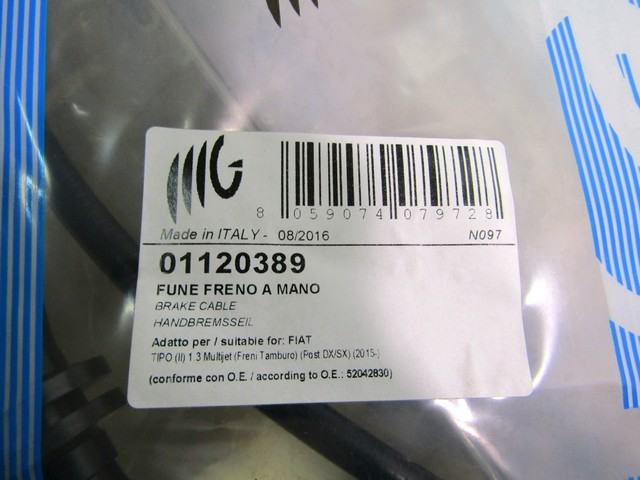 MG
8 059074 079728
Made in ITALY - 08/2016 N097
01120389
FUNE FRENO A MANO
BRAKE CABLE
HANDBREMSSEIL
Adatto per / suitable for: FIAT
TIPO (II) 1.3 Multijet (Freni Tamburo) (Post DX/SX) (2015-)
(conforme con O.E. / according to O.E.: 52042830)